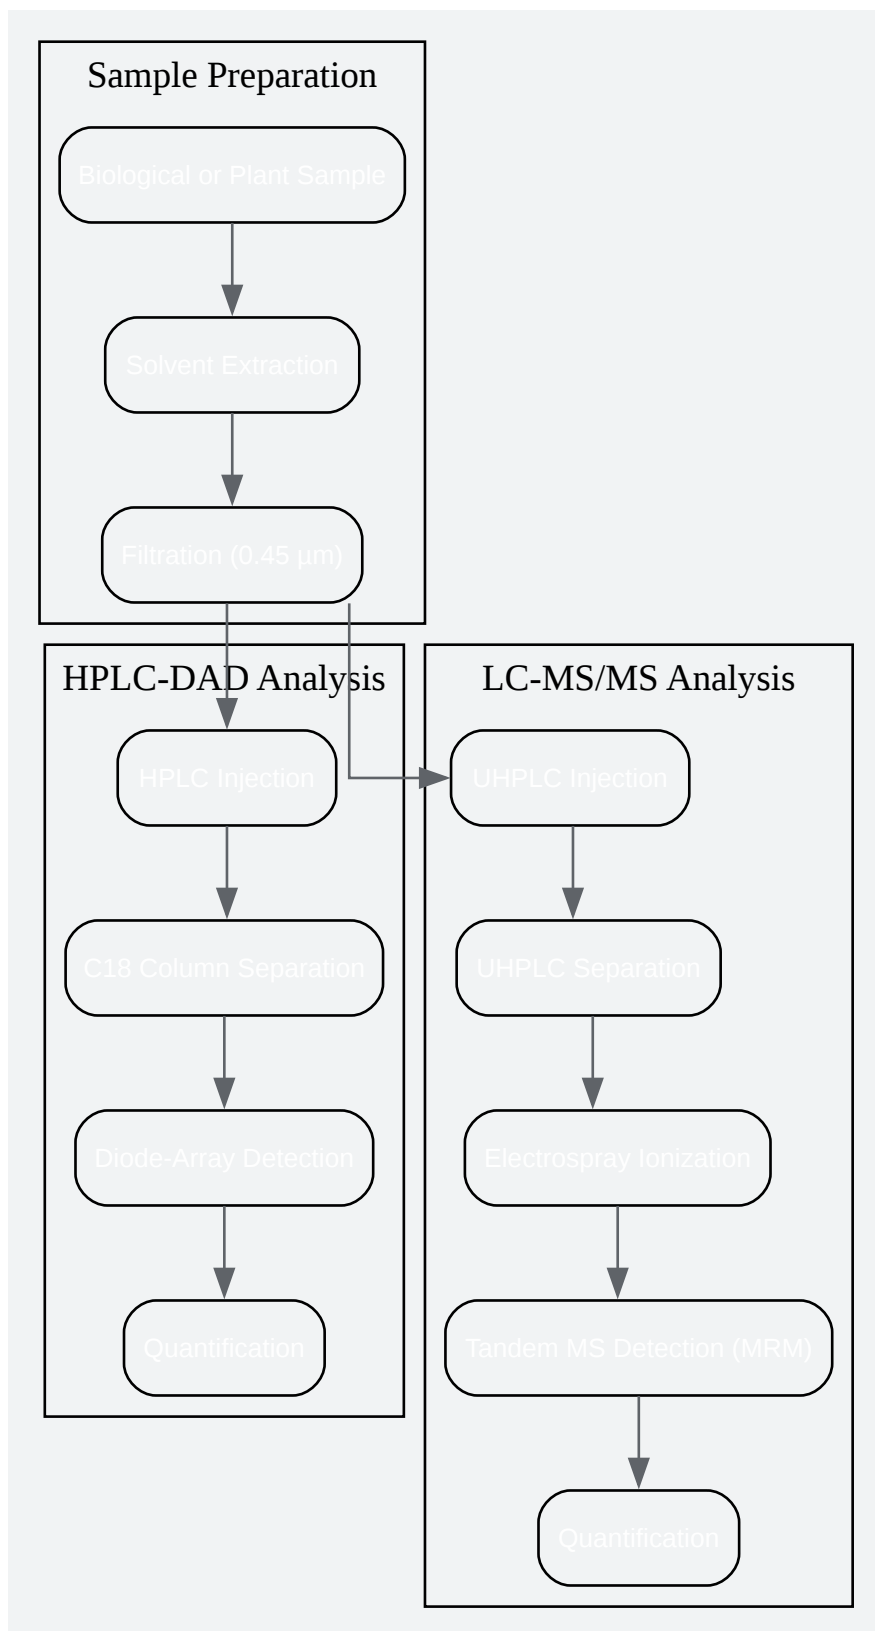 Sample Preparation
Biological or Plant Sample
Solvent Extraction
Filtration (0.45 µm)
HPLC-DAD Analysis
HPLC Injection
C18 Column Separation
Diode-Array Detection
Quantification
LC-MS/MS Analysis
UHPLC Injection
UHPLC Separation
Electrospray Ionization
Tandem MS Detection (MRM)
Quantification